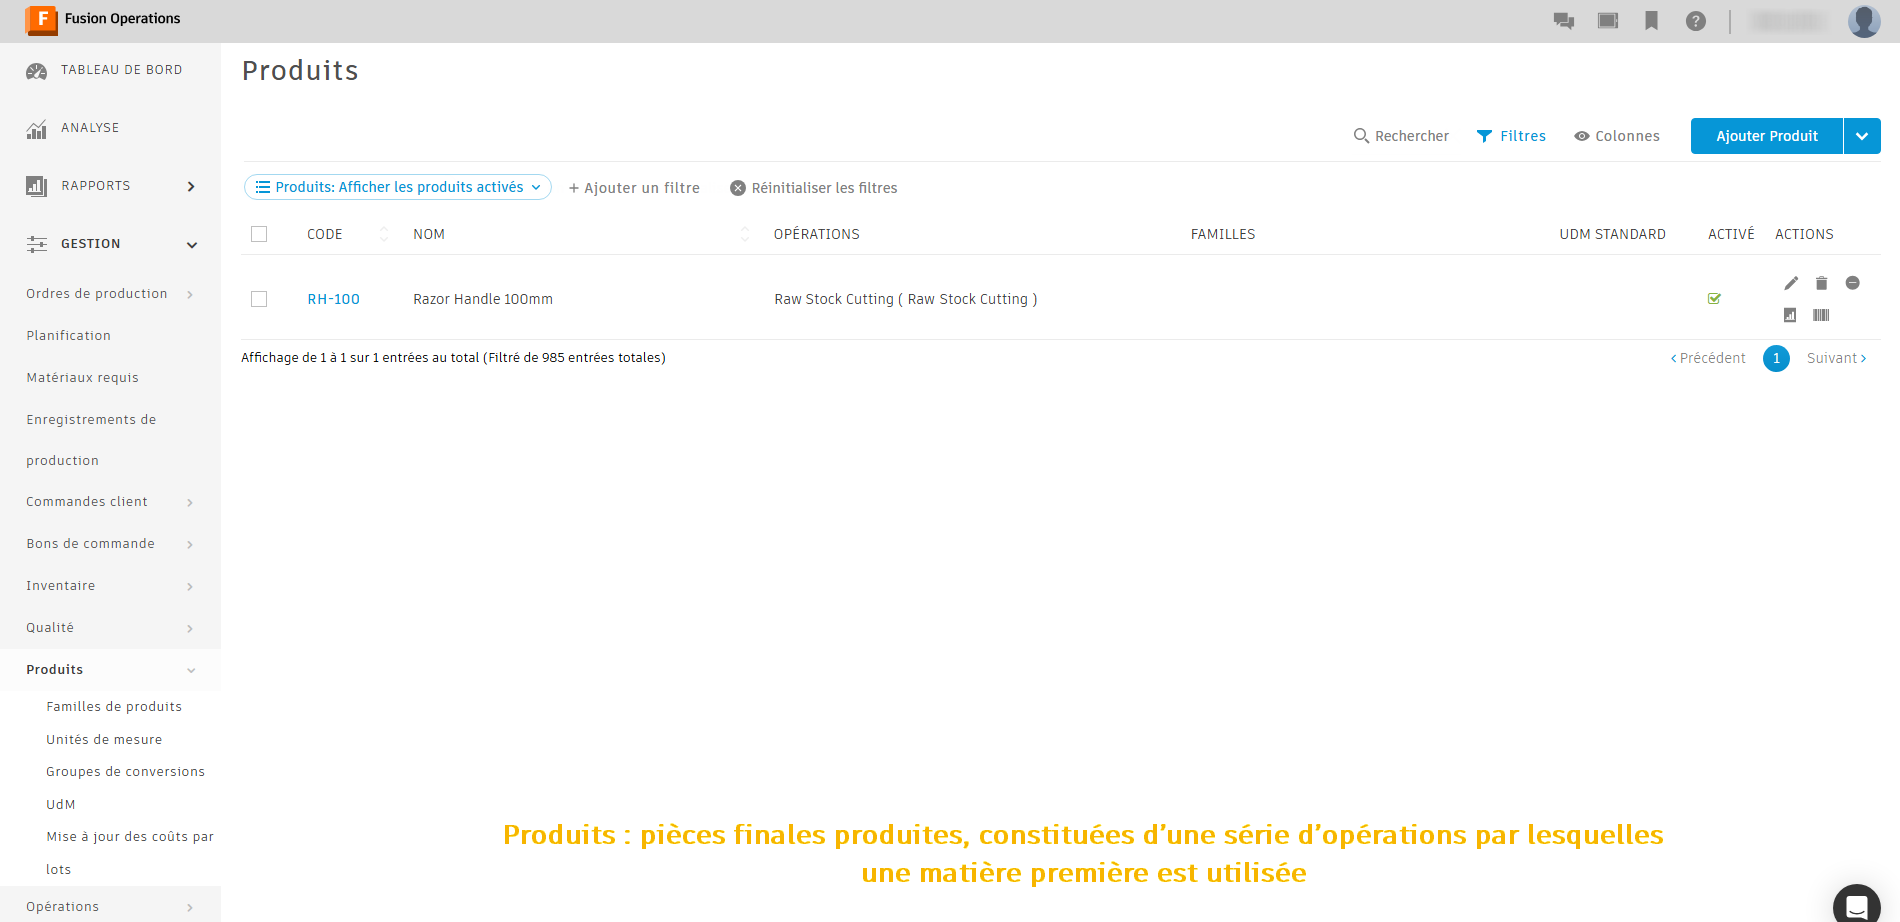 F Fusion Operations
?
TABLEAU DE BORD
ANALYSE
RAPPORTS
GESTION
Ordres de production
Planification
Matériaux requis
Enregistrements de
production
Commandes client
Bons de commande
Inventaire
Qualité
Produits
Familles de produits
Unités de mesure
Groupes de conversions
UdM
Mise à jour des coûts par
lots
Opérations
Produits
Rechercher Filtres Colonnes Ajouter Produit
Produits: Afficher les produits activés + Ajouter un filtre Réinitialiser les filtres
CODE NOM OPÉRATIONS FAMILLES UDM STANDARD ACTIVÉ ACTIONS
RH-100 Razor Handle 100mm Raw Stock Cutting ( Raw Stock Cutting )
Affichage de 1 à 1 sur 1 entrées au total (Filtré de 985 entrées totales) Précédent 1 Suivant
Produits : pièces finales produites, constituées d’une série d’opérations par lesquelles
une matière première est utilisée